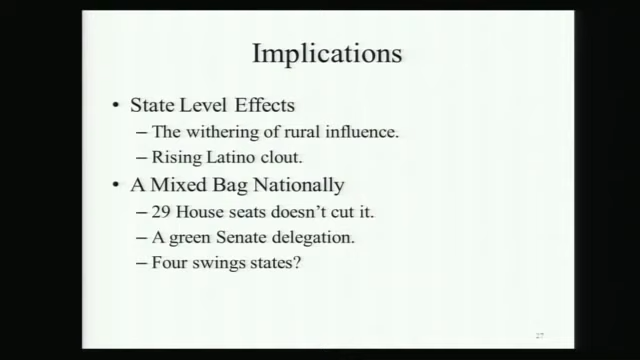 Implications
• State Level Effects
– The withering of rural influence.
– Rising Latino clout.
• A Mixed Bag Nationally
– 29 House seats doesn't cut it.
– A green Senate delegation.
– Four swings states?
27